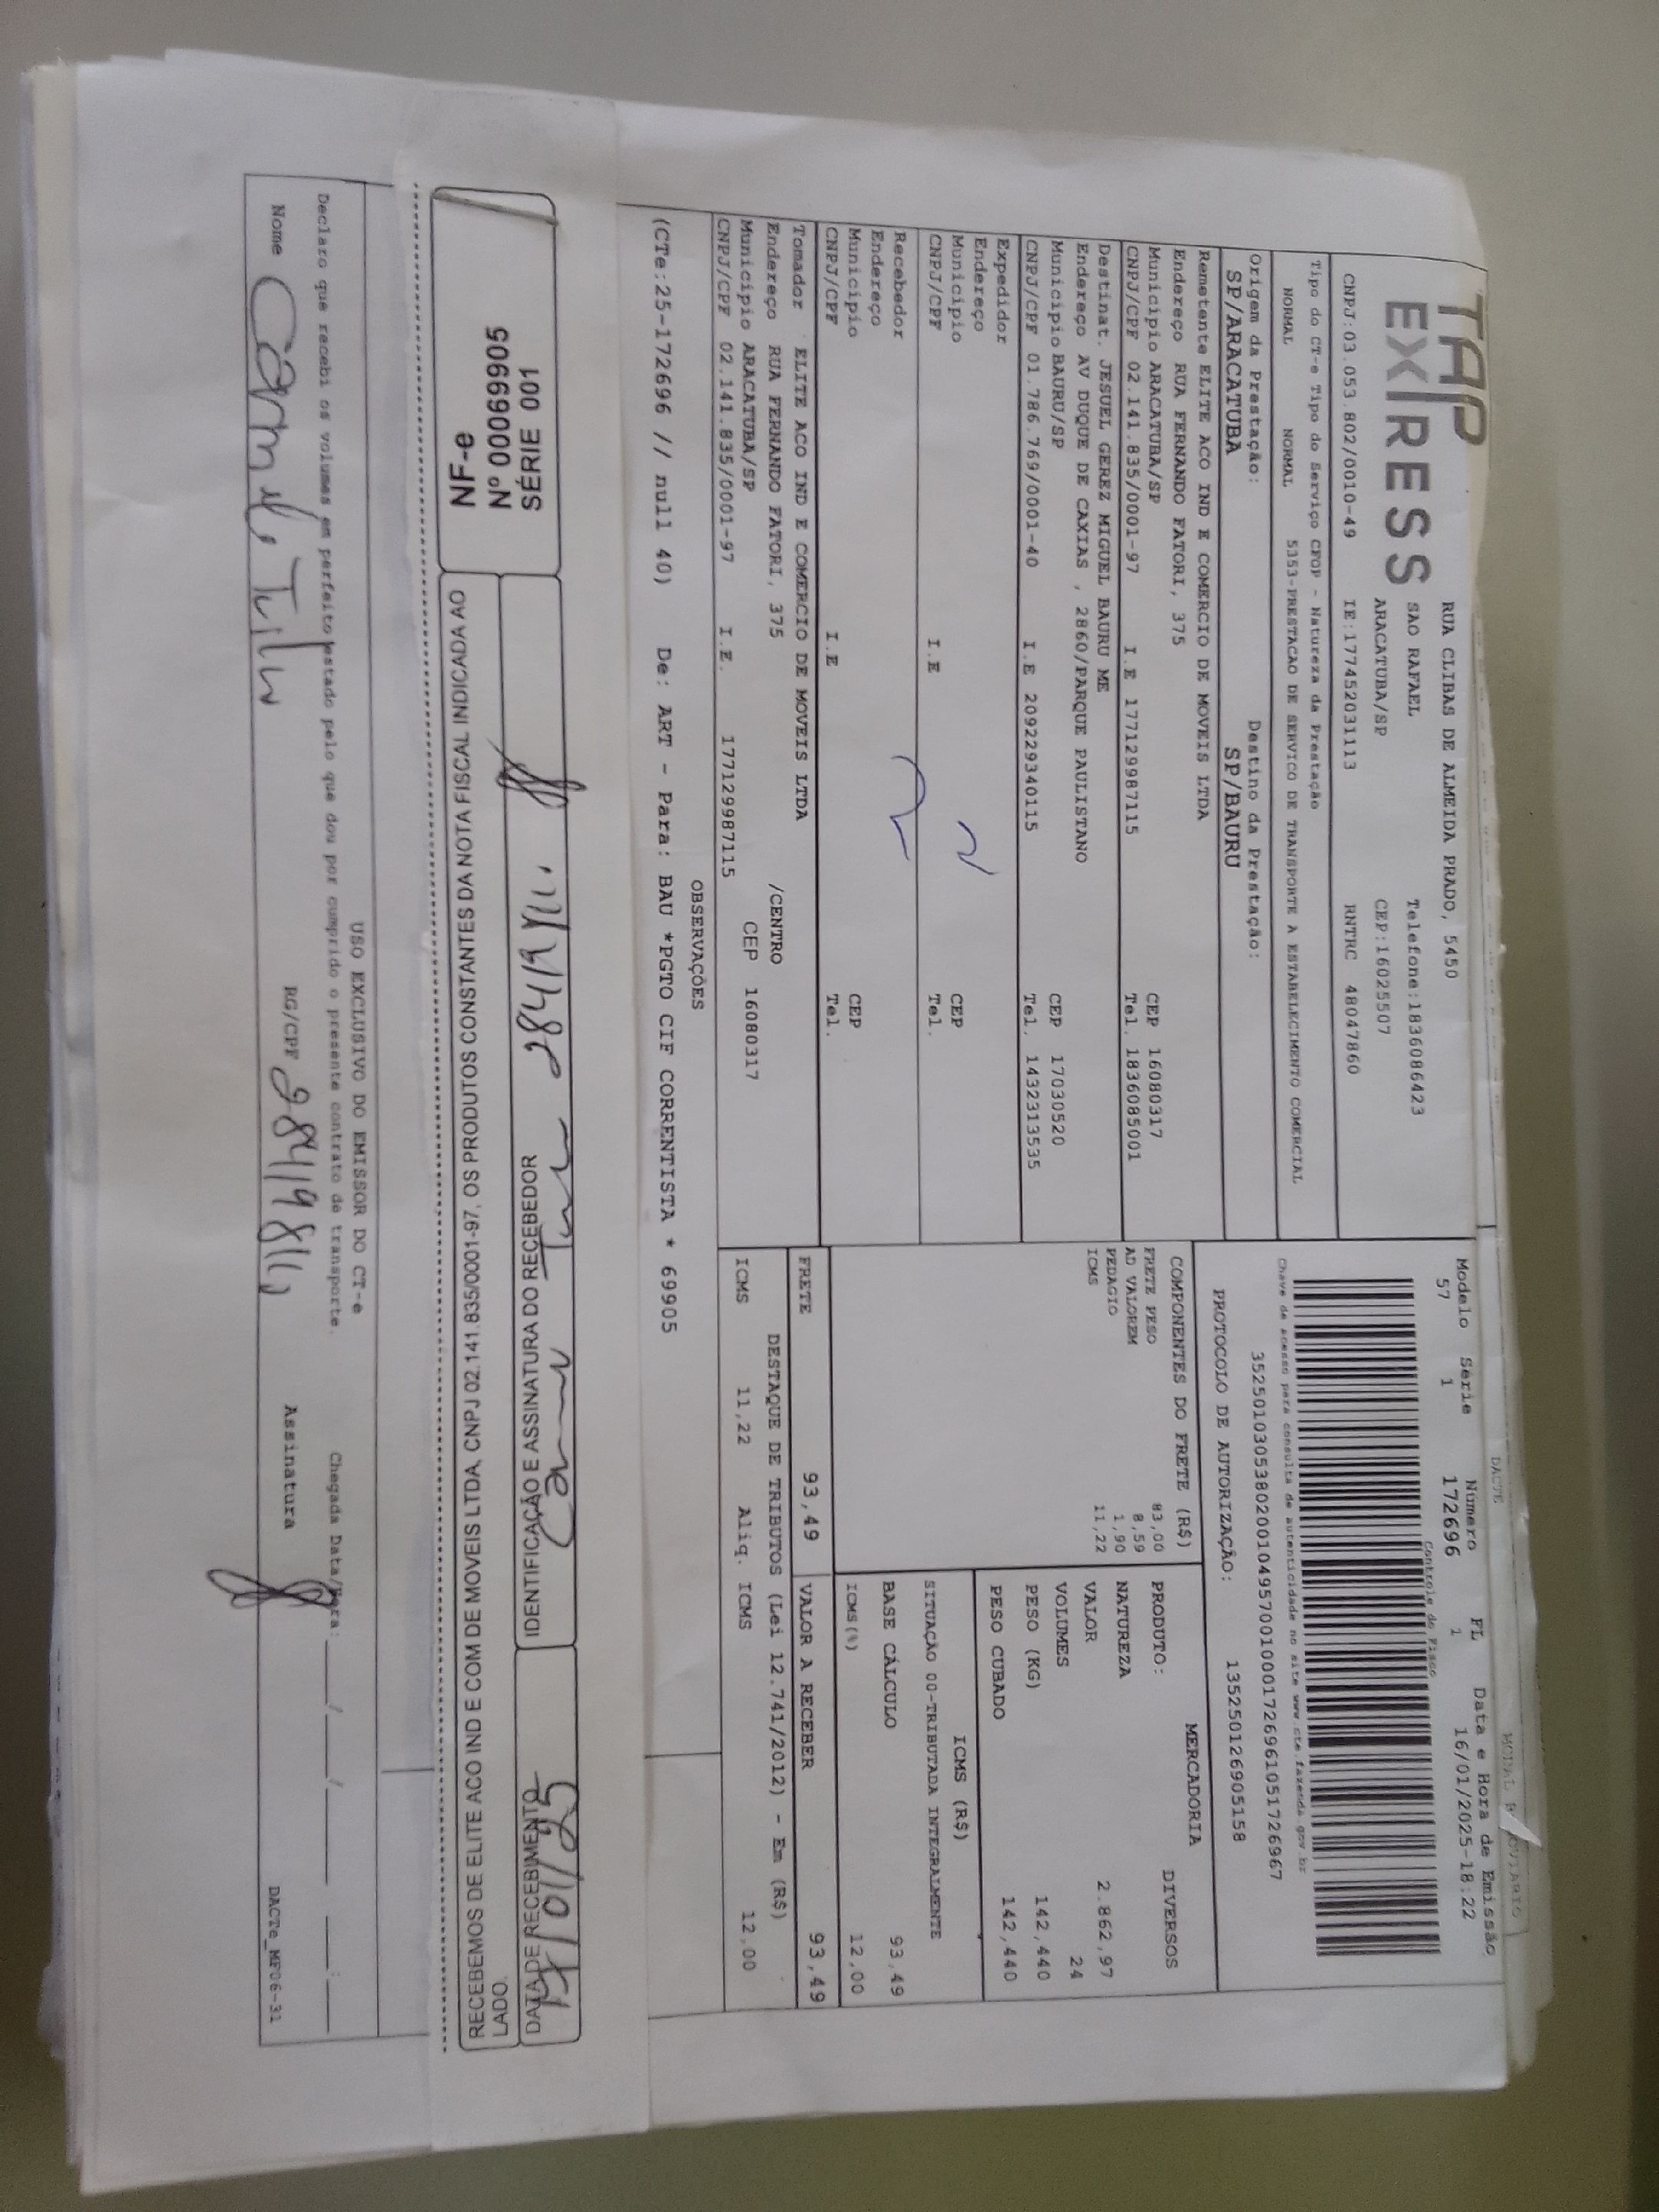 TAP
EXPRESS
RUA CLIBAS DE ALMEIDA PRADO, 5450
SAO RAFAEL Telefone:1836086423
ARACATUBA/SP CEP:16025507
CNPJ:03.053.802/0010-49 IE:177452031113 RNTRC 48047860
DACTE
Modelo Série Número FL Data e Hora de Emissão
57 1 172696 1 16/01/2025-18:22
Controle do Fisco
Tipo do CT-e Tipo do Serviço CFOP - Natureza da Prestação
NORMAL NORMAL 5353-PRESTACAO DE SERVICO DE TRANSPORTE A ESTABELECIMENTO COMERCIAL
Chave de acesso para consulta de autenticidade no site www.cte.fazenda.gov.br
35250103053802001049570010001726961051726967
Origem da Prestação: Destino da Prestação:
SP/ARACATUBA SP/BAURU
PROTOCOLO DE AUTORIZAÇÃO: 135250126905158
Remetente ELITE ACO IND E COMERCIO DE MOVEIS LTDA
Endereço RUA FERNANDO FATORI, 375
Município ARACATUBA/SP CEP 16080317
CNPJ/CPF 02.141.835/0001-97 I.E 177129987115 Tel. 1836085001
Destinat. JESUEL GEREZ MIGUEL BAURU ME
Endereço AV DUQUE DE CAXIAS , 2860/PARQUE PAULISTANO
Município BAURU/SP CEP 17030520
CNPJ/CPF 01.786.769/0001-40 I.E 209229340115 Tel. 1432313535
Expedidor
Endereço
Município CEP
CNPJ/CPF I.E Tel.
Recebedor
Endereço
Município CEP
CNPJ/CPF I.E Tel.
Tomador ELITE ACO IND E COMERCIO DE MOVEIS LTDA
Endereço RUA FERNANDO FATORI, 375 /CENTRO
Município ARACATUBA/SP CEP 16080317
CNPJ/CPF 02.141.835/0001-97 I.E. 177129987115
COMPONENTES DO FRETE (R$)
FRETE PESO 83,00
AD VALOREM 8,59
PEDAGIO 1,90
ICMS 11,22
MERCADORIA
PRODUTO: DIVERSOS
NATUREZA
VALOR 2.862,97
VOLUMES 24
PESO (KG) 142,440
PESO CUBADO 142,440
ICMS (R$)
SITUAÇÃO 00-TRIBUTADA INTEGRALMENTE
BASE CÁLCULO 93,49
ICMS(%) 12,00
FRETE 93,49 VALOR A RECEBER 93,49
DESTAQUE DE TRIBUTOS (Lei 12.741/2012) - Em (R$)
ICMS 11,22 Aliq. ICMS 12,00
OBSERVAÇÕES
(CTe:25-172696 // null 40) De: ART - Para: BAU *PGTO CIF CORRENTISTA * 69905
NF-e
Nº 000069905
SÉRIE 001
IDENTIFICAÇÃO E ASSINATURA DO RECEBEDOR
DATA DE RECEBIMENTO
RECEBEMOS DE ELITE ACO IND E COM DE MOVEIS LTDA, CNPJ 02.141.835/0001-97, OS PRODUTOS CONSTANTES DA NOTA FISCAL INDICADA AO
LADO.
USO EXCLUSIVO DO EMISSOR DO CT-e
Declaro que recebi os volumes em perfeito estado pelo que dou por cumprido o presente contrato de transporte. Chegada Data/Hora: ___/___/___ ___:___
Nome RG/CPF Assinatura
DACTe_MF06-31